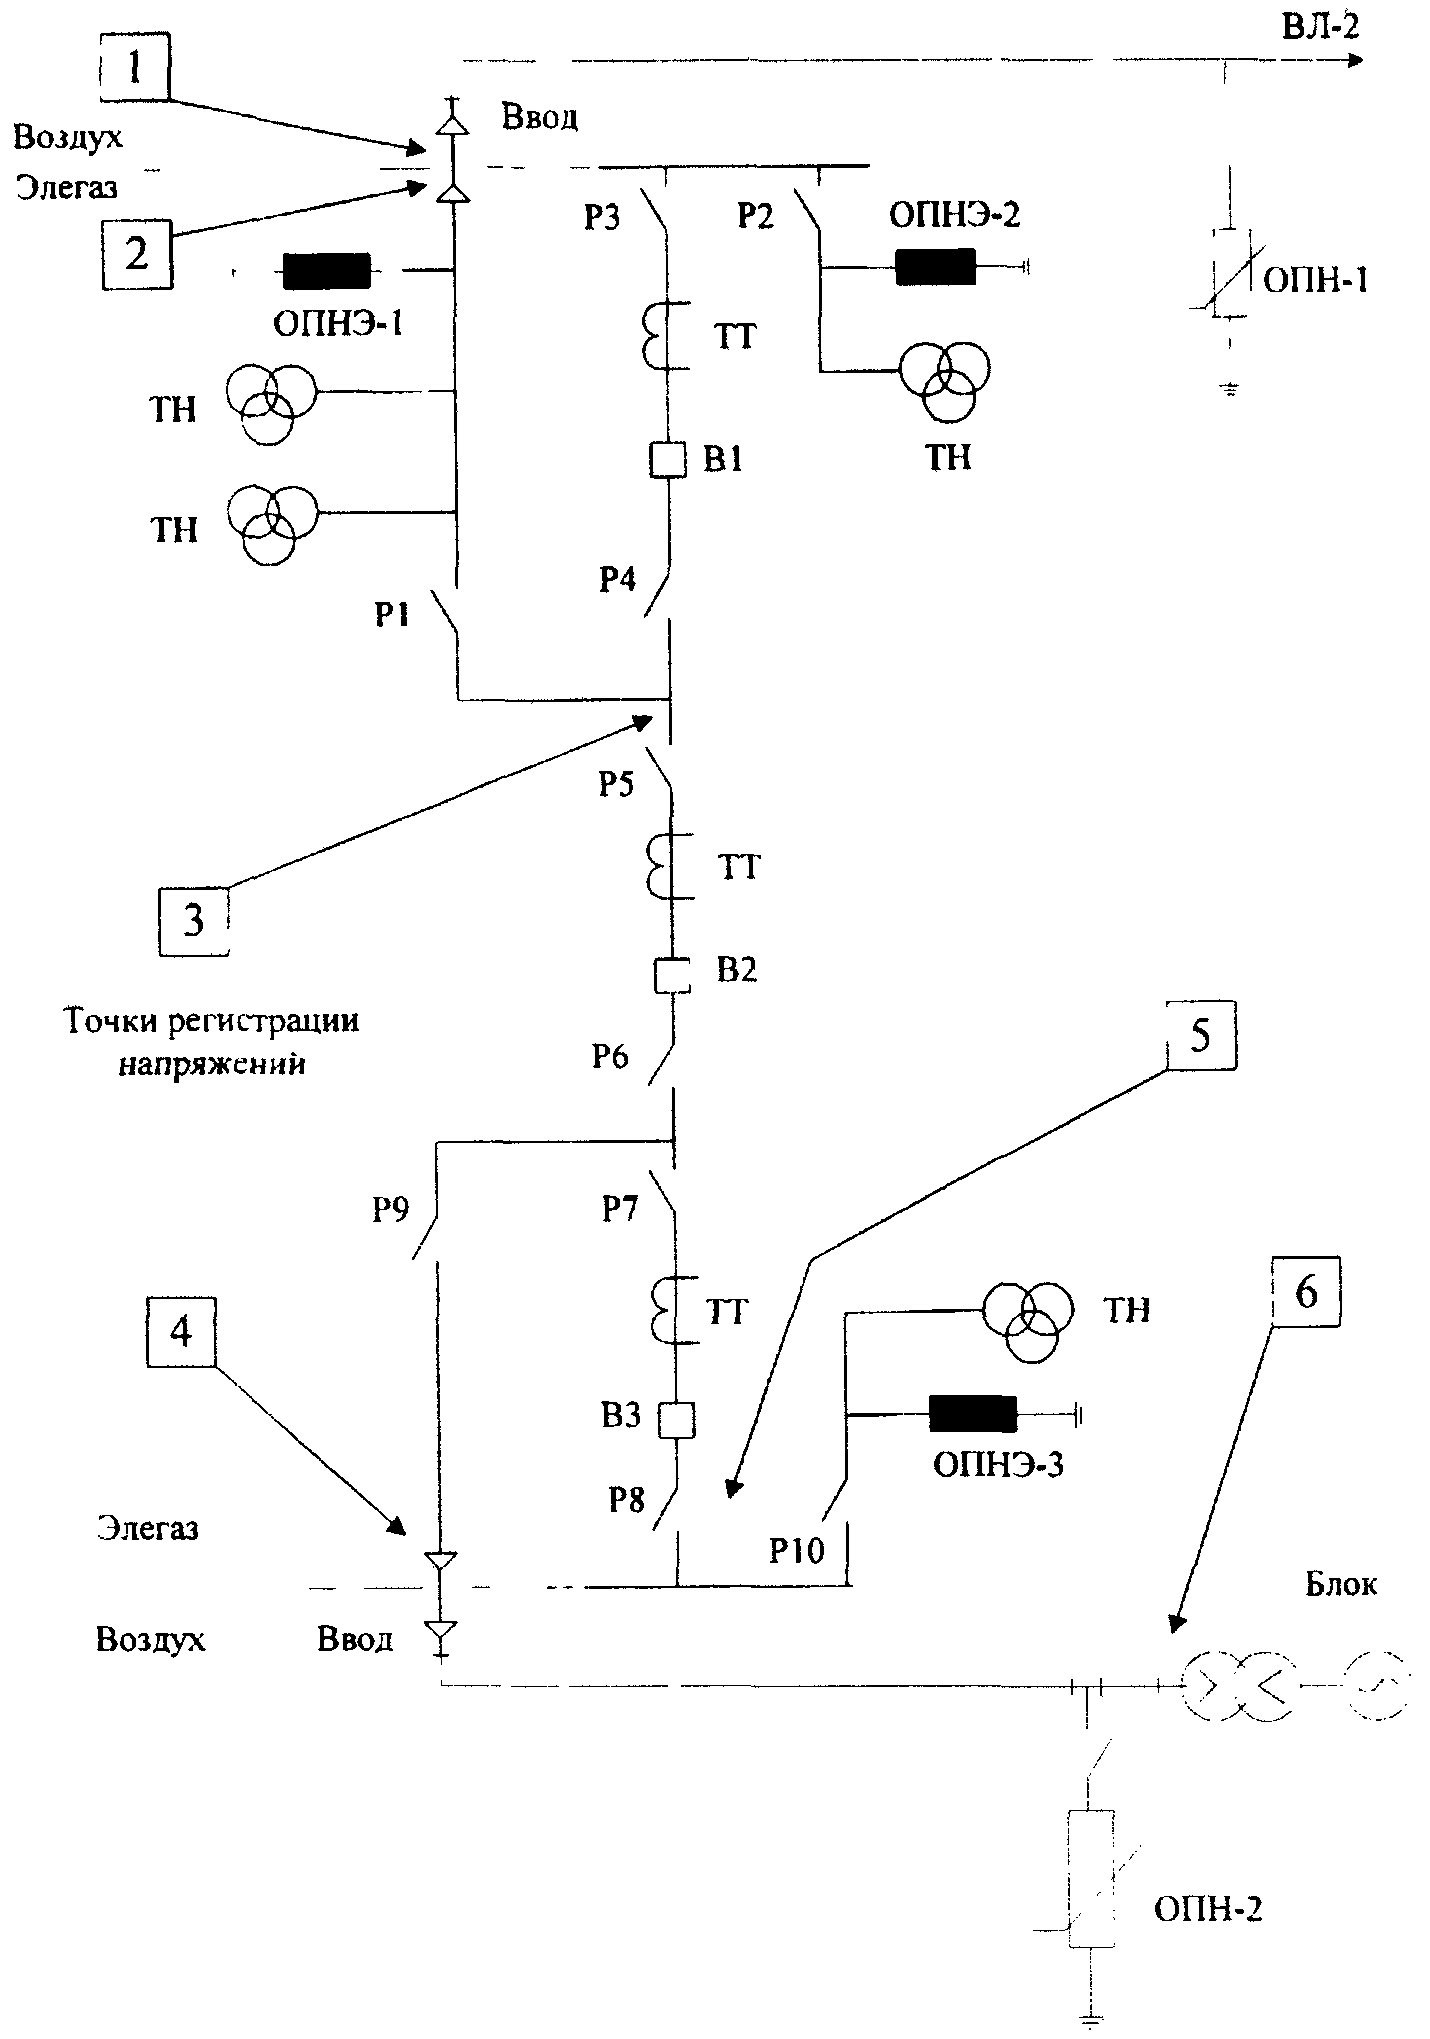 ВЛ-2
1
Ввод
Воздух
Элегаз
2
Р3
Р2
ОПНЭ-2
ОПН-1
ОПНЭ-1
ТТ
ТН
В1
ТН
ТН
Р4
Р1
Р5
ТТ
3
В2
Точки регистрации
напряжений
5
Р6
Р9
Р7
6
4
ТТ
ТН
В3
ОПНЭ-3
Р8
Элегаз
Р10
Блок
Воздух
Ввод
ОПН-2